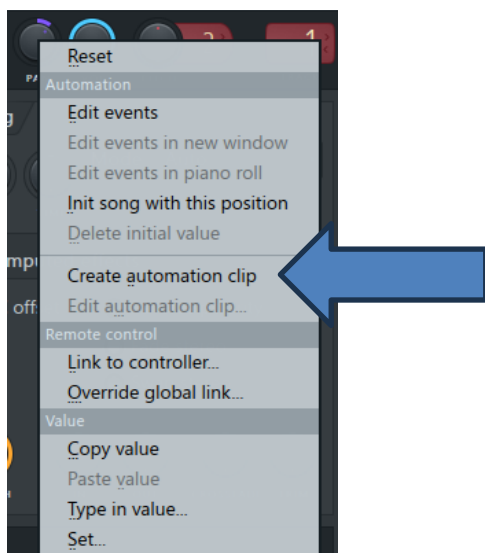 PA
Reset
Automation
Edit events
Edit events in new window
Edit events in piano roll
Init song with this position
Delete initial value
Create automation clip
Edit automation clip...
Remote control
Link to controller...
Override global link...
Value
Copy value
Paste value
Type in value...
Set...
off